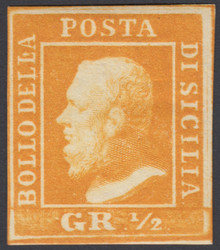 BOLLO DELLA
POSTA
DI SICILIA
GR. ½